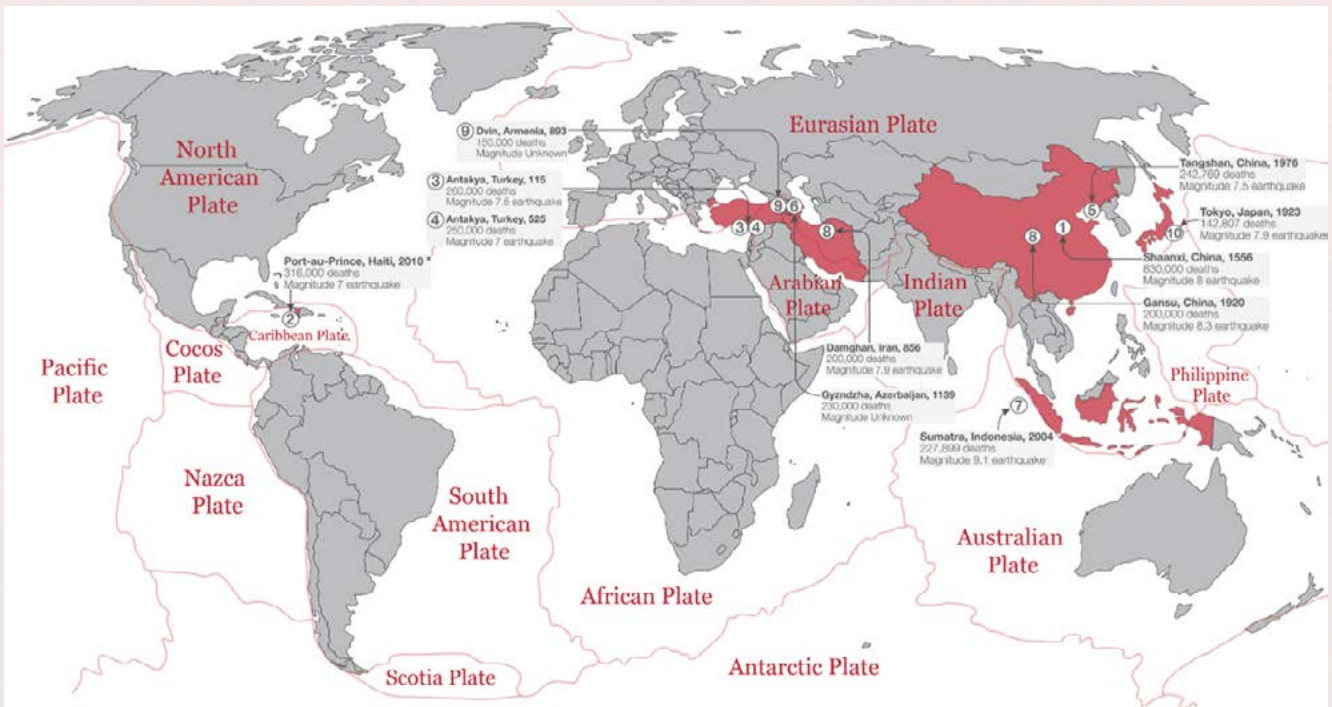 North
American
Plate
Eurasian Plate
⑨ Dvin, Armenia, 893
150,000 deaths
Magnitude Unknown
③ Antakya, Turkey, 115
260,000 deaths
Magnitude 7.5 earthquake
④ Antakya, Turkey, 525
250,000 deaths
Magnitude 7 earthquake
Port-au-Prince, Haiti, 2010 *
316,000 deaths
Magnitude 7 earthquake
②
Caribbean Plate
Cocos
Plate
Pacific
Plate
Nazca
Plate
South
American
Plate
African Plate
Scotia Plate
Antarctic Plate
⑨ ⑥
③ ④
⑧
Arabian
Plate
Indian
Plate
Damghan, Iran, 856
200,000 deaths
Magnitude 7.9 earthquake
Gyzndzha, Azerbaijan, 1139
230,000 deaths
Magnitude Unknown
Tangshan, China, 1976
242,769 deaths
Magnitude 7.5 earthquake
⑤
Tokyo, Japan, 1923
142,807 deaths
Magnitude 7.9 earthquake
⑩
⑧ ①
Shaanxi, China, 1556
830,000 deaths
Magnitude 8 earthquake
Gansu, China, 1920
200,000 deaths
Magnitude 8.3 earthquake
Philippine
Plate
⑦
Sumatra, Indonesia, 2004
227,899 deaths
Magnitude 9.1 earthquake
Australian
Plate